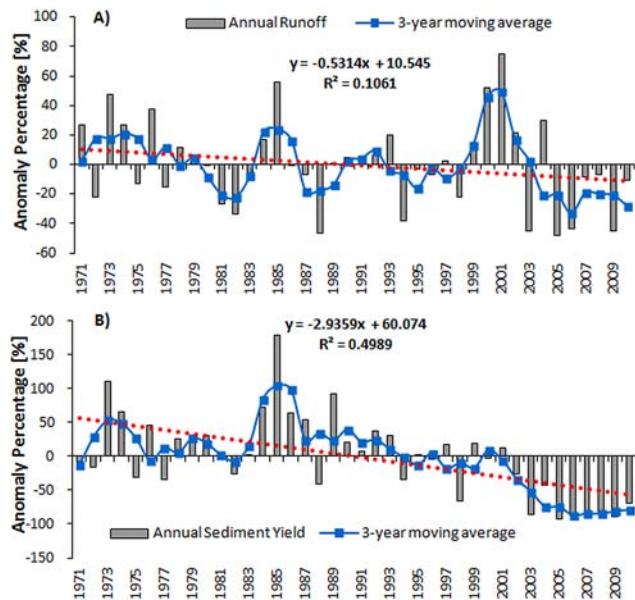 A)
Annual Runoff
3-year moving average
y = -0.5314x + 10.545
R² = 0.1061
Anomaly Percentage [%]
100
80
60
40
20
0
-20
-40
-60
1971 1973 1975 1977 1979 1981 1983 1985 1987 1989 1991 1993 1995 1997 1999 2001 2003 2005 2007 2009
B)
y = -2.9359x + 60.074
R² = 0.4989
Anomaly Percentage [%]
200
150
100
50
0
-50
-100
-150
Annual Sediment Yield
3-year moving average
1971 1973 1975 1977 1979 1981 1983 1985 1987 1989 1991 1993 1995 1997 1999 2001 2003 2005 2007 2009